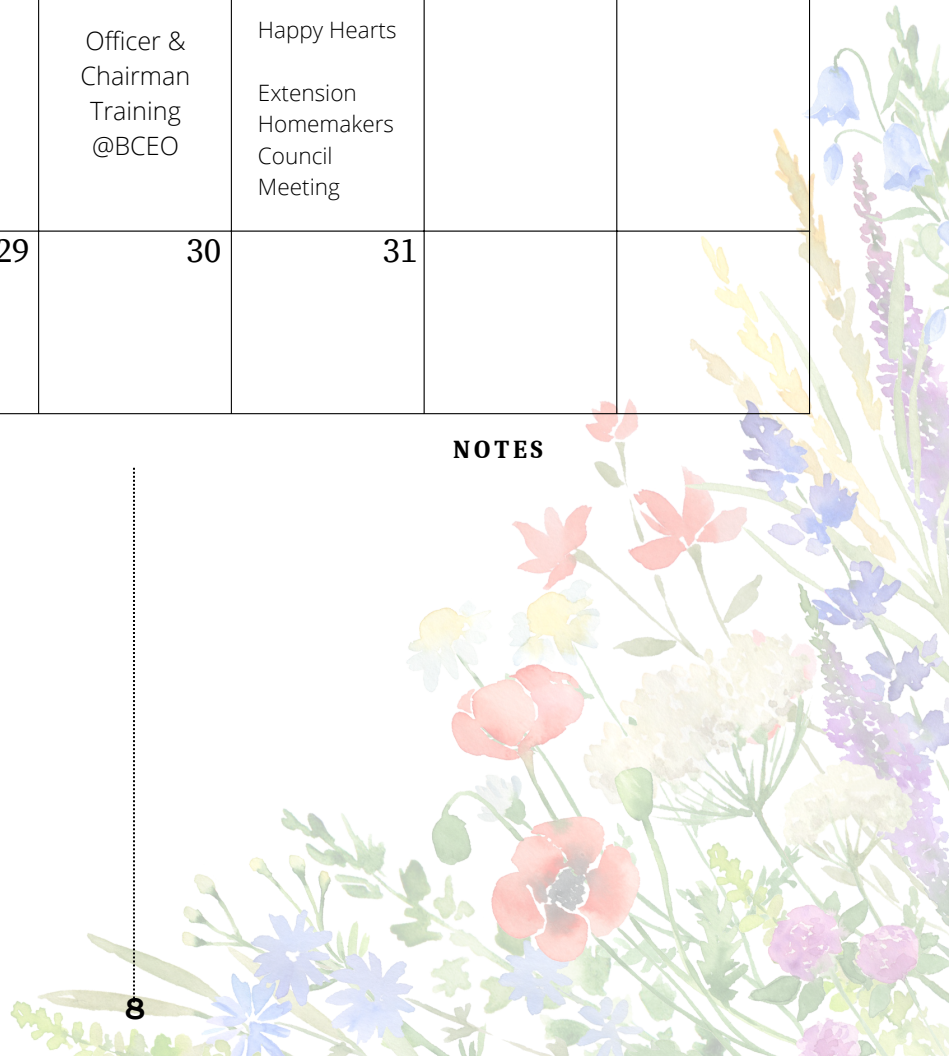 Officer &
Chairman
Training
@BCEO
Happy Hearts
Extension
Homemakers
Council
Meeting
29
30
31
NOTES
8